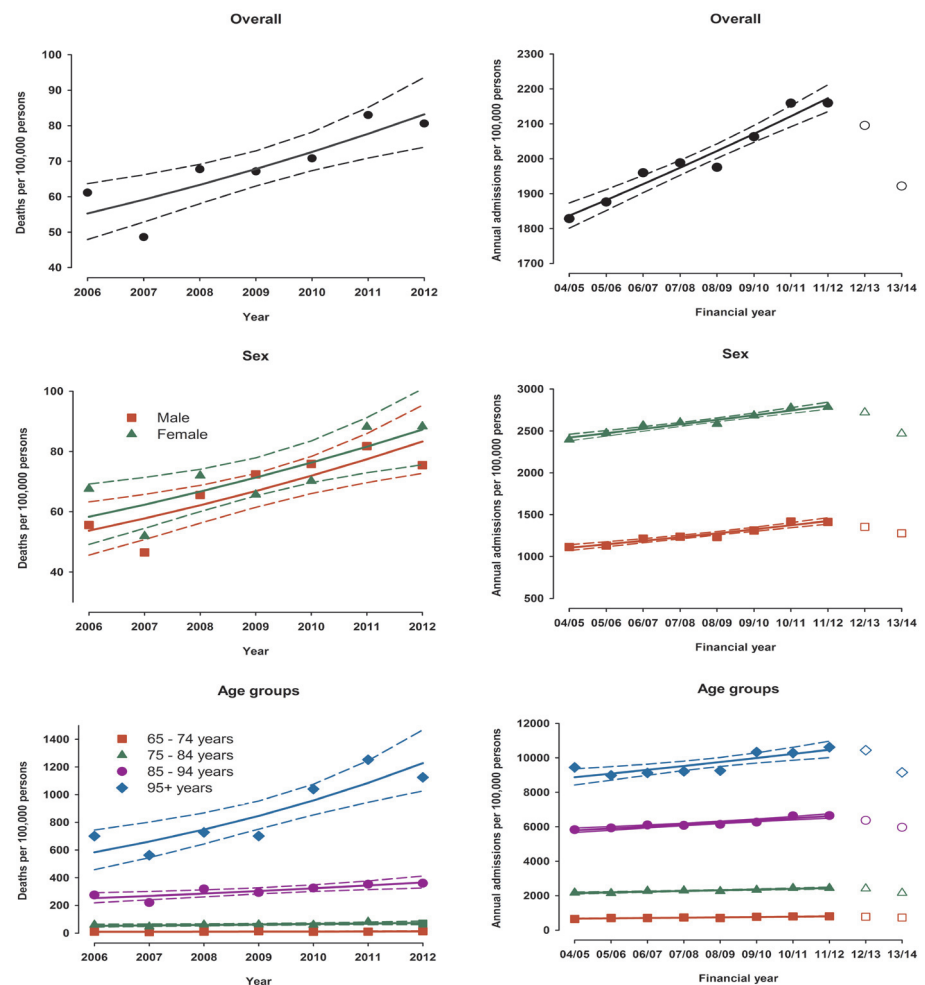 Overall
Deaths per 100,000 persons
100
90
80
70
60
50
40
2006 2007 2008 2009 2010 2011 2012
Year
Overall
Annual admissions per 100,000 persons
2300
2200
2100
2000
1900
1800
1700
04/05 05/06 06/07 07/08 08/09 09/10 10/11 11/12 12/13 13/14
Financial year
Sex
Deaths per 100,000 persons
100
80
60
40
Male
Female
2006 2007 2008 2009 2010 2011 2012
Year
Sex
Annual admissions per 100,000 persons
3000
2500
2000
1500
1000
500
04/05 05/06 06/07 07/08 08/09 09/10 10/11 11/12 12/13 13/14
Financial year
Age groups
Deaths per 100,000 persons
1400
1200
1000
800
600
400
200
0
65 - 74 years
75 - 84 years
85 - 94 years
95+ years
2006 2007 2008 2009 2010 2011 2012
Year
Age groups
Annual admissions per 100,000 persons
12000
10000
8000
6000
4000
2000
0
04/05 05/06 06/07 07/08 08/09 09/10 10/11 11/12 12/13 13/14
Financial year